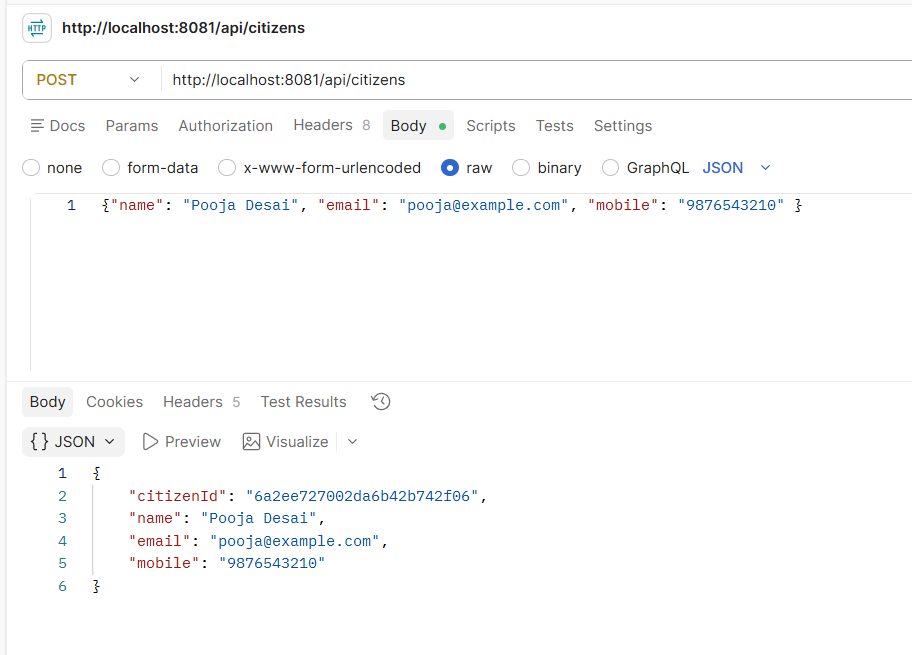 HTTP http://localhost:8081/api/citizens
POST http://localhost:8081/api/citizens
Docs Params Authorization Headers 8 Body Scripts Tests Settings
none form-data x-www-form-urlencoded raw binary GraphQL JSON
1 {"name": "Pooja Desai", "email": "pooja@example.com", "mobile": "9876543210" }
Body Cookies Headers 5 Test Results
{} JSON Preview Visualize
1 {
2 "citizenId": "6a2ee727002da6b42b742f06",
3 "name": "Pooja Desai",
4 "email": "pooja@example.com",
5 "mobile": "9876543210"
6 }